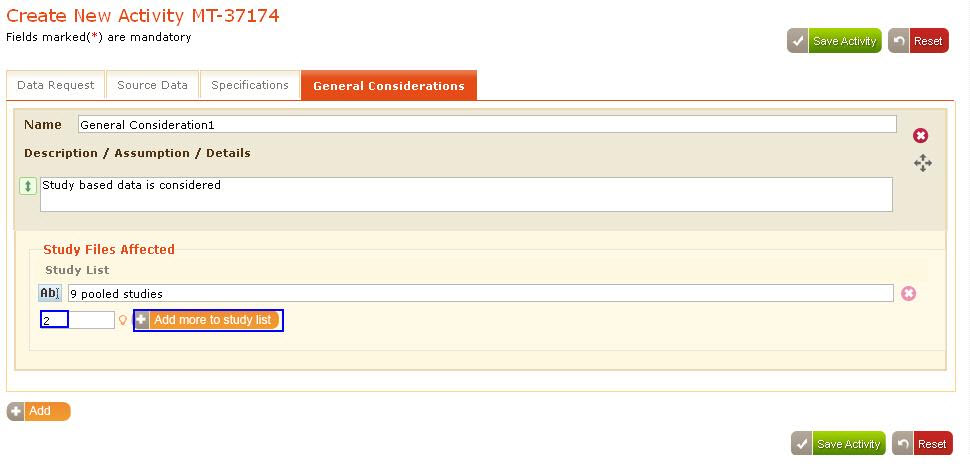 Create New Activity MT-37174
Fields marked(*) are mandatory
Save Activity Reset
Data Request Source Data Specifications General Considerations
Name General Consideration1
Description / Assumption / Details
Study based data is considered
Study Files Affected
Study List
Ab 9 pooled studies
2 Add more to study list
Add
Save Activity Reset